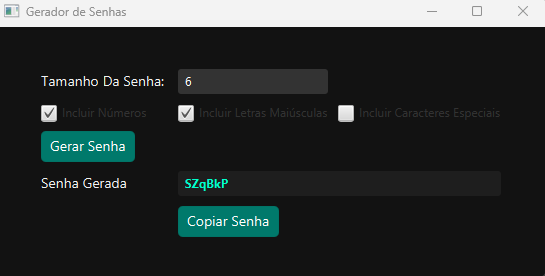 Gerador de Senhas
Tamanho Da Senha: 6
Incluir Números Incluir Letras Maiúsculas Incluir Caracteres Especiais
Gerar Senha
Senha Gerada SZqBkP
Copiar Senha